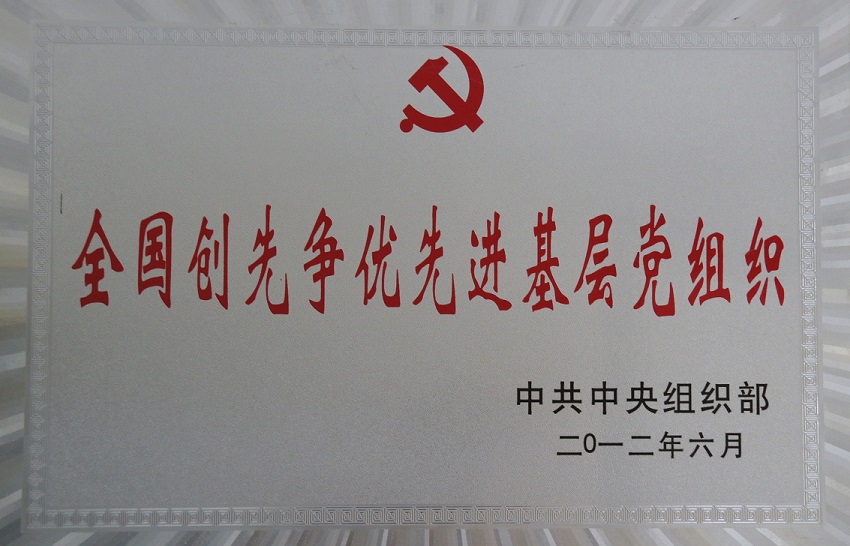 全国创先争优先进基层党组织
中共中央组织部
二0一二年六月